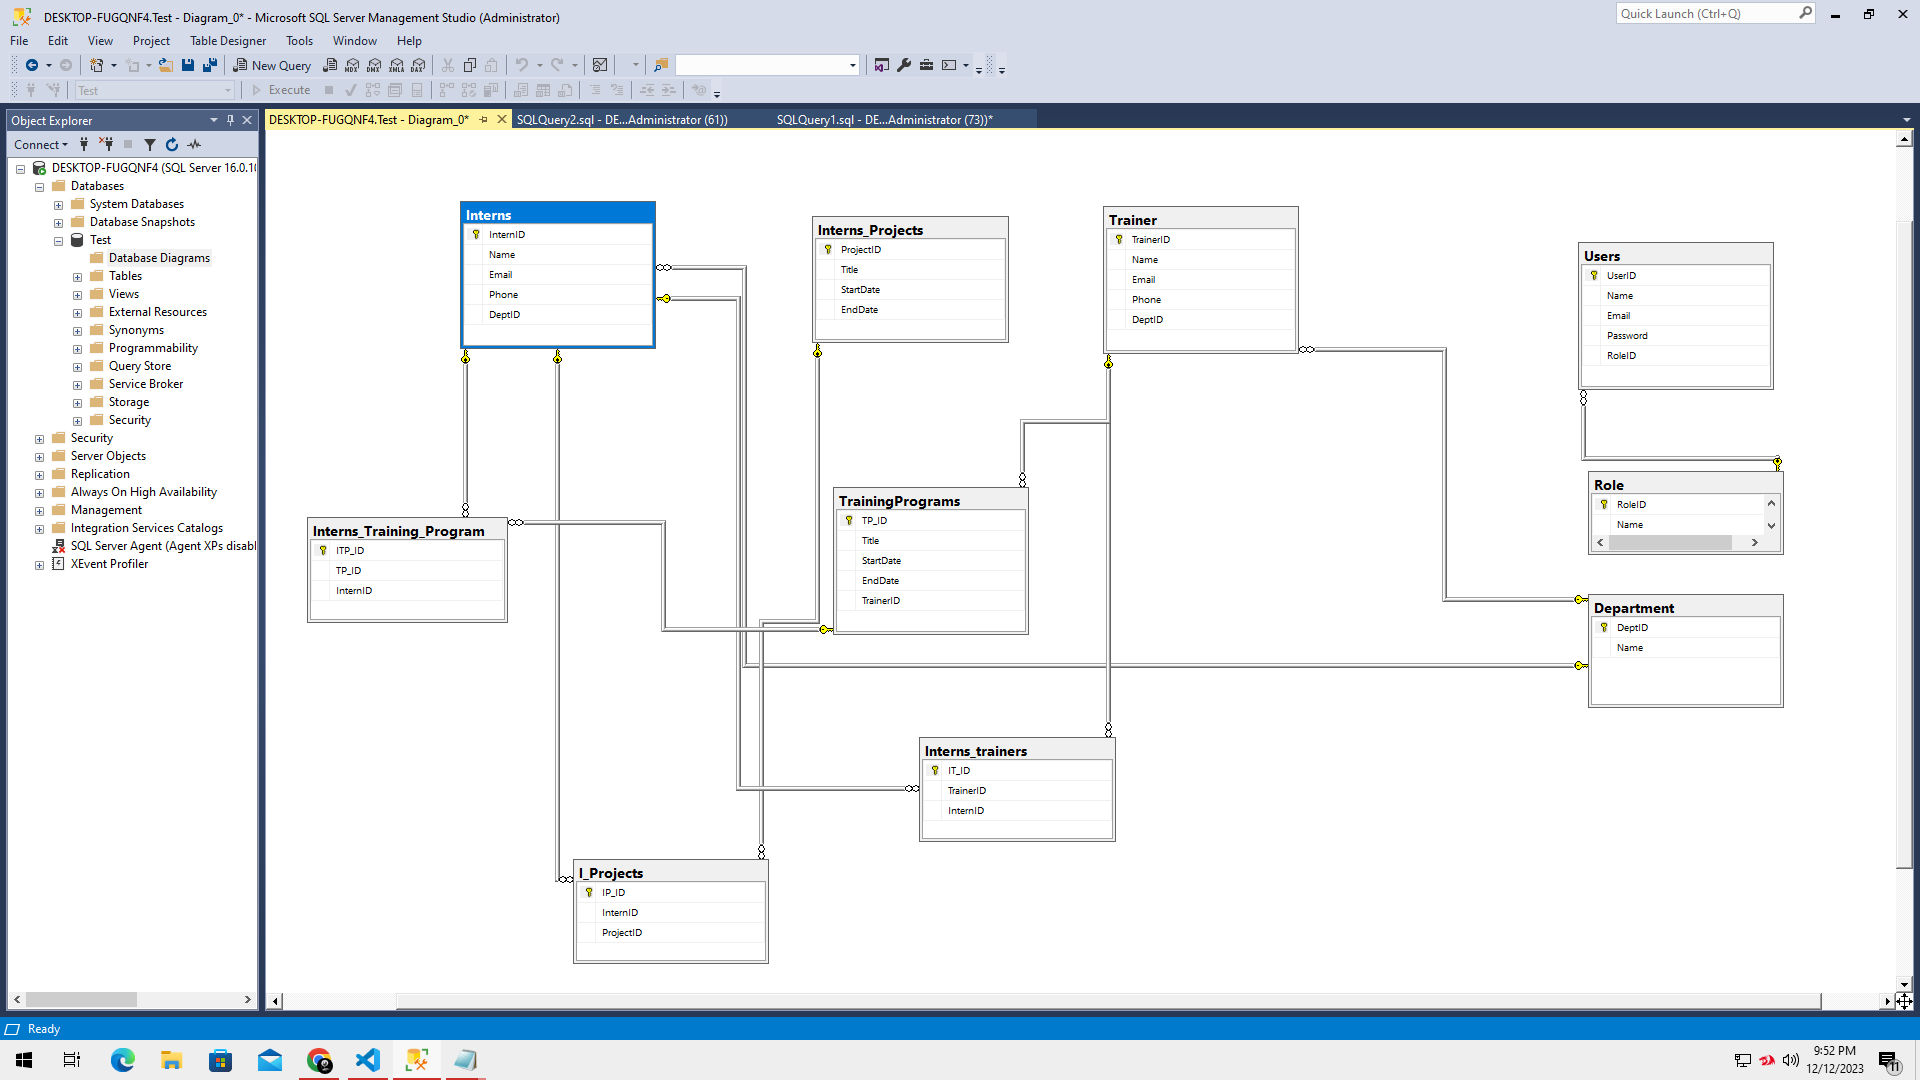 DESKTOP-FUGQNF4.Test - Diagram_0* - Microsoft SQL Server Management Studio (Administrator)
Quick Launch (Ctrl+Q)
File Edit View Project Table Designer Tools Window Help
New Query MDX DMX XMLA DAX
Test Execute
Object Explorer
DESKTOP-FUGQNF4.Test - Diagram_0*
SQLQuery2.sql - DE...Administrator (61))
SQLQuery1.sql - DE...Administrator (73))*
Connect
DESKTOP-FUGQNF4 (SQL Server 16.0.10
Databases
System Databases
Database Snapshots
Test
Database Diagrams
Tables
Views
External Resources
Synonyms
Programmability
Query Store
Service Broker
Storage
Security
Security
Server Objects
Replication
Always On High Availability
Management
Integration Services Catalogs
SQL Server Agent (Agent XPs disabl
XEvent Profiler
Interns
InternID
Name
Email
Phone
DeptID
Interns_Projects
ProjectID
Title
StartDate
EndDate
Trainer
TrainerID
Name
Email
Phone
DeptID
Users
UserID
Name
Email
Password
RoleID
Role
RoleID
Name
Interns_Training_Program
ITP_ID
TP_ID
InternID
TrainingPrograms
TP_ID
Title
StartDate
EndDate
TrainerID
Department
DeptID
Name
Interns_trainers
IT_ID
TrainerID
InternID
I_Projects
IP_ID
InternID
ProjectID
Ready
9:52 PM
12/12/2023
11